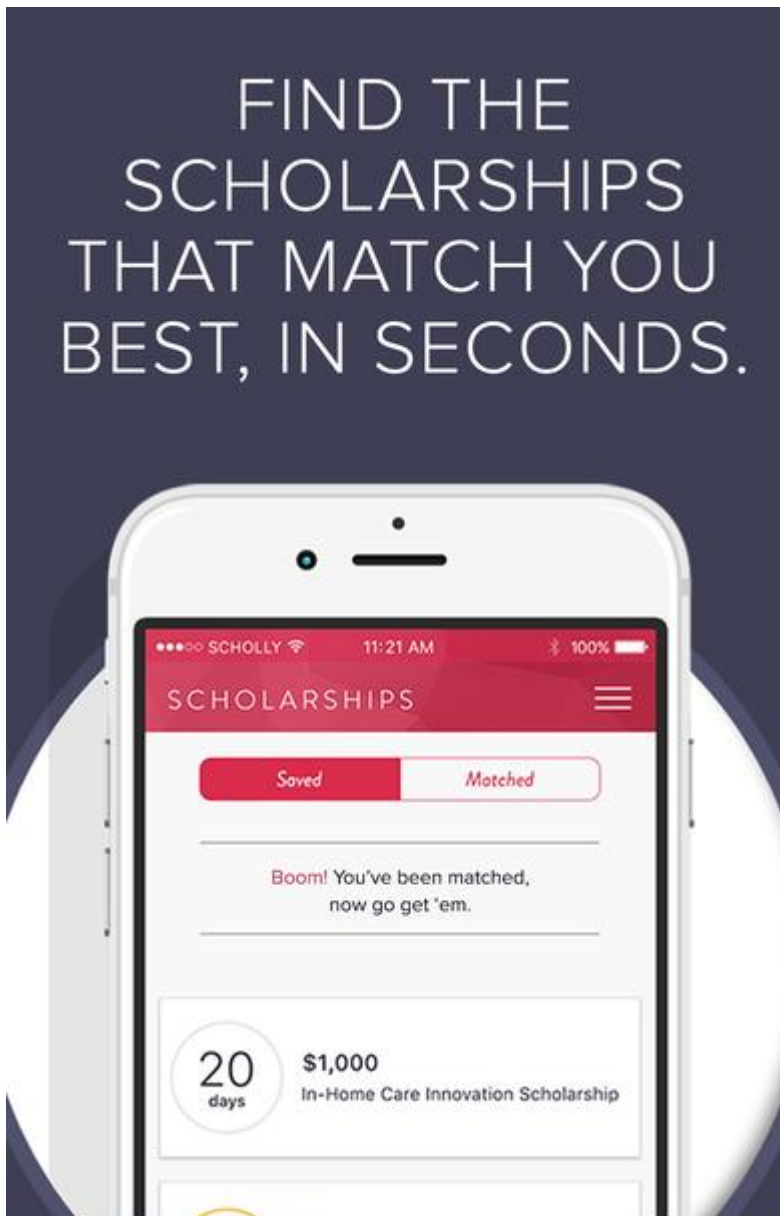 FIND THE
SCHOLARSHIPS
THAT MATCH YOU
BEST, IN SECONDS.
SCHOLLY 11:21 AM 100%
SCHOLARSHIPS
Saved Matched
Boom! You've been matched,
now go get 'em.
20
days
$1,000
In-Home Care Innovation Scholarship